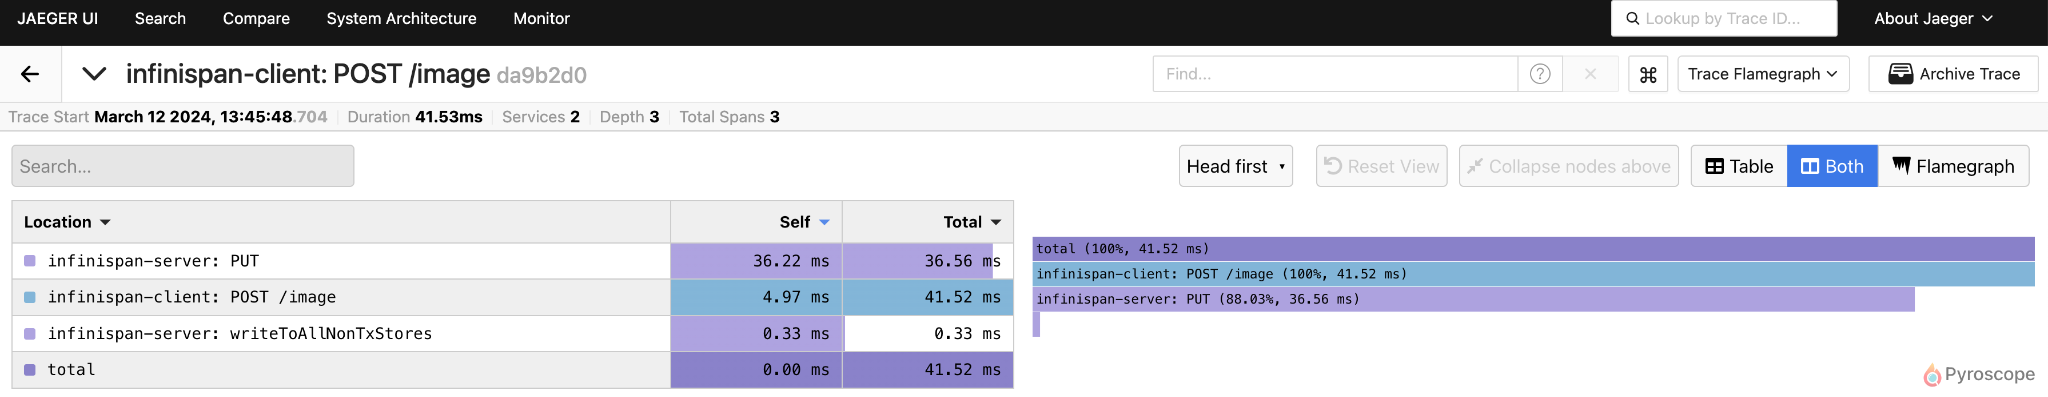 JAEGER UI Search Compare System Architecture Monitor Lookup by Trace ID... About Jaeger
infinispan-client: POST /image da9b2d0 Find... Trace Flamegraph Archive Trace
Trace Start March 12 2024, 13:45:48.704 Duration 41.53ms Services 2 Depth 3 Total Spans 3
Search... Head first Reset View Collapse nodes above Table Both Flamegraph
Location Self Total
infinispan-server: PUT 36.22 ms 36.56 ms
infinispan-client: POST /image 4.97 ms 41.52 ms
infinispan-server: writeToAllNonTxStores 0.33 ms 0.33 ms
total 0.00 ms 41.52 ms
total (100%, 41.52 ms)
infinispan-client: POST /image (100%, 41.52 ms)
infinispan-server: PUT (88.03%, 36.56 ms)
Pyroscope